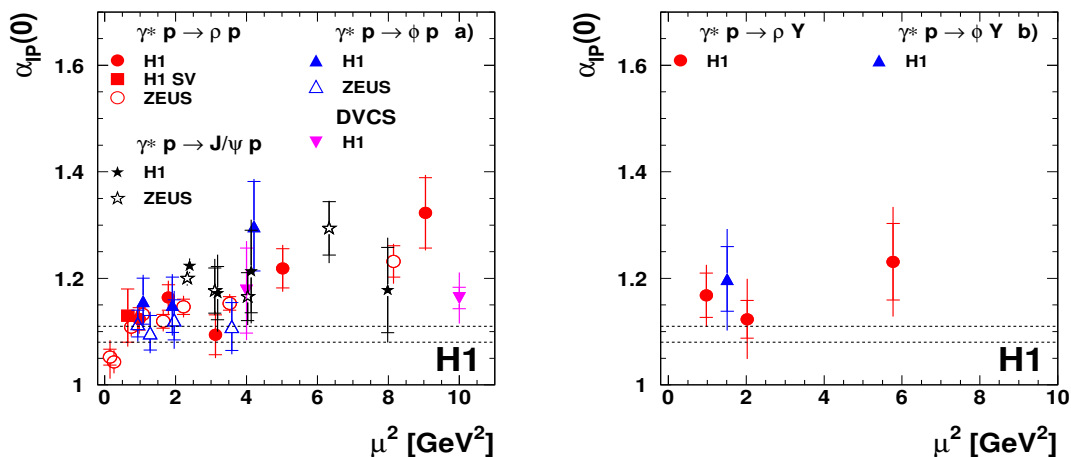 α_IP(0)
γ* p → ρ p
H1
H1 SV
ZEUS
γ* p → φ p a)
H1
ZEUS
DVCS
H1
γ* p → J/ψ p
H1
ZEUS
1.6
1.4
1.2
1
H1
0 2 4 6 8 10
μ² [GeV²]
α_IP(0)
γ* p → ρ Y
H1
γ* p → φ Y b)
H1
1.6
1.4
1.2
1
H1
0 2 4 6 8 10
μ² [GeV²]